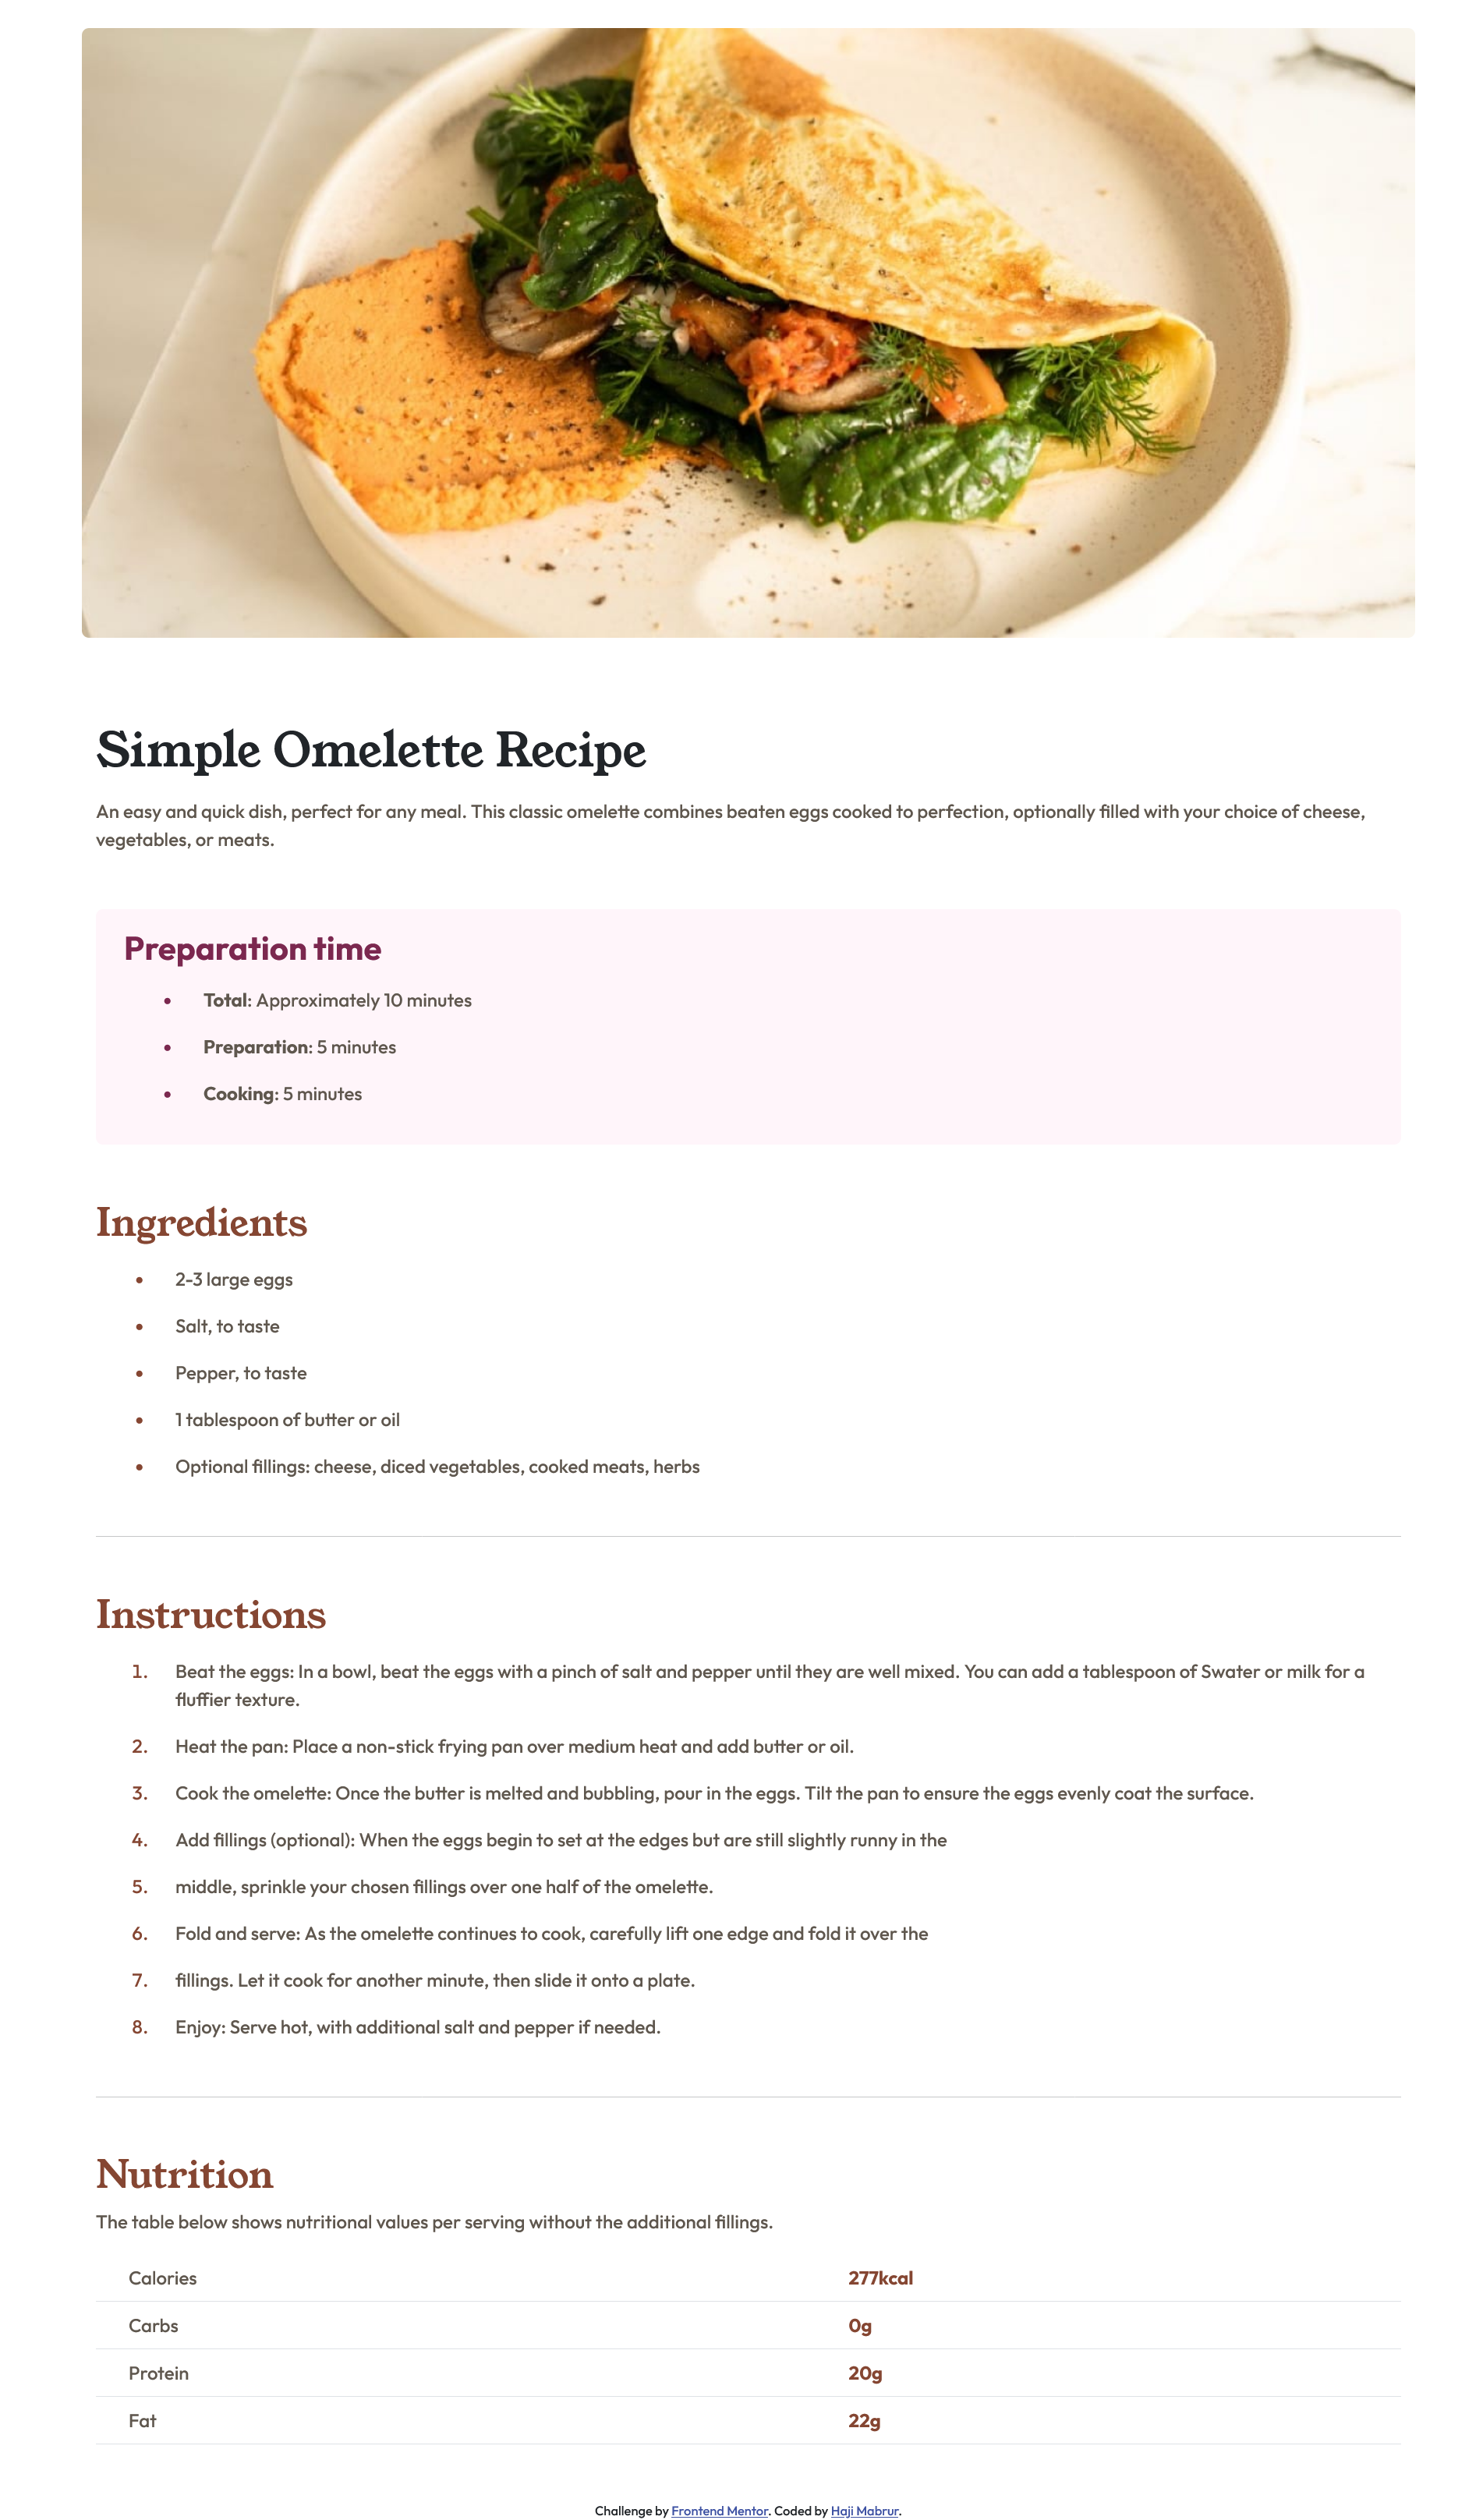 Simple Omelette Recipe
An easy and quick dish, perfect for any meal. This classic omelette combines beaten eggs cooked to perfection, optionally filled with your choice of cheese,
vegetables, or meats.
Preparation time
• Total: Approximately 10 minutes
• Preparation: 5 minutes
• Cooking: 5 minutes
Ingredients
• 2-3 large eggs
• Salt, to taste
• Pepper, to taste
• 1 tablespoon of butter or oil
• Optional fillings: cheese, diced vegetables, cooked meats, herbs
Instructions
1. Beat the eggs: In a bowl, beat the eggs with a pinch of salt and pepper until they are well mixed. You can add a tablespoon of Swater or milk for a
fluffier texture.
2. Heat the pan: Place a non-stick frying pan over medium heat and add butter or oil.
3. Cook the omelette: Once the butter is melted and bubbling, pour in the eggs. Tilt the pan to ensure the eggs evenly coat the surface.
4. Add fillings (optional): When the eggs begin to set at the edges but are still slightly runny in the
5. middle, sprinkle your chosen fillings over one half of the omelette.
6. Fold and serve: As the omelette continues to cook, carefully lift one edge and fold it over the
7. fillings. Let it cook for another minute, then slide it onto a plate.
8. Enjoy: Serve hot, with additional salt and pepper if needed.
Nutrition
The table below shows nutritional values per serving without the additional fillings.
Calories 277kcal
Carbs 0g
Protein 20g
Fat 22g
Challenge by Frontend Mentor. Coded by Haji Mabrur.